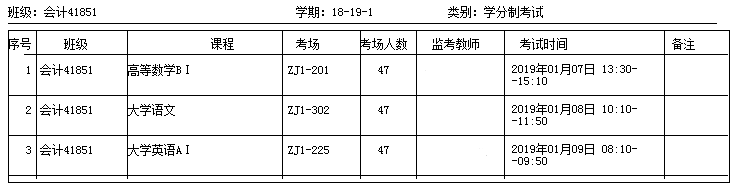 班级：会计41851 学期：18-19-1 类别：学分制考试
序号 班级 课程 考场 考场人数 监考教师 考试时间 备注
1 会计41851 高等数学BⅠ ZJ1-201 47 2019年01月07日 13:30-
-15:10
2 会计41851 大学语文 ZJ1-302 47 2019年01月08日 10:10-
-11:50
3 会计41851 大学英语AⅠ ZJ1-225 47 2019年01月09日 08:10-
-09:50